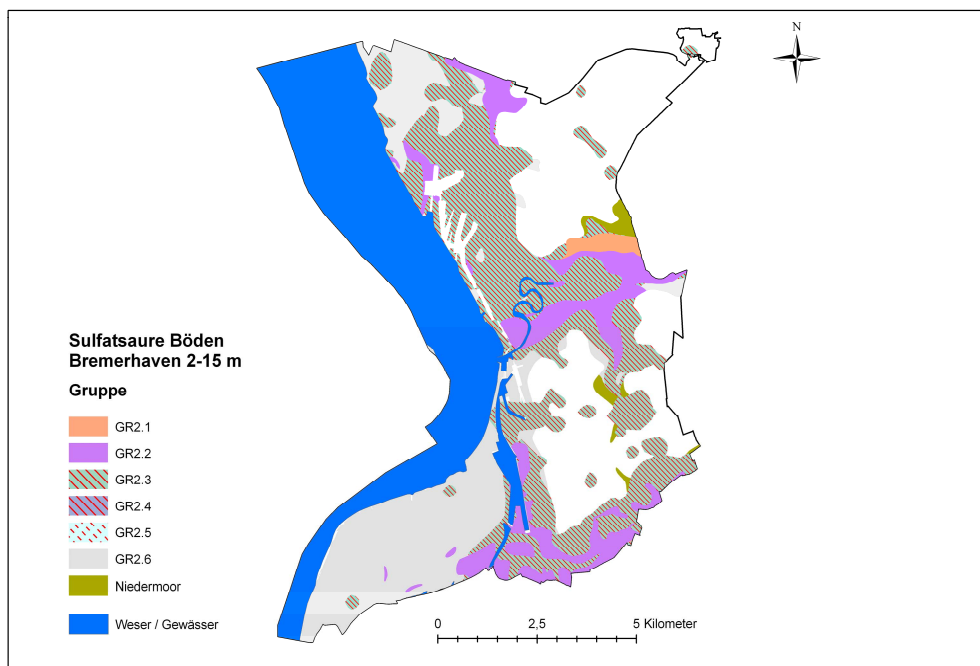 N
Sulfatsaure Böden
Bremerhaven 2-15 m
Gruppe
GR2.1
GR2.2
GR2.3
GR2.4
GR2.5
GR2.6
Niedermoor
Weser / Gewässer
0 2,5 5 Kilometer